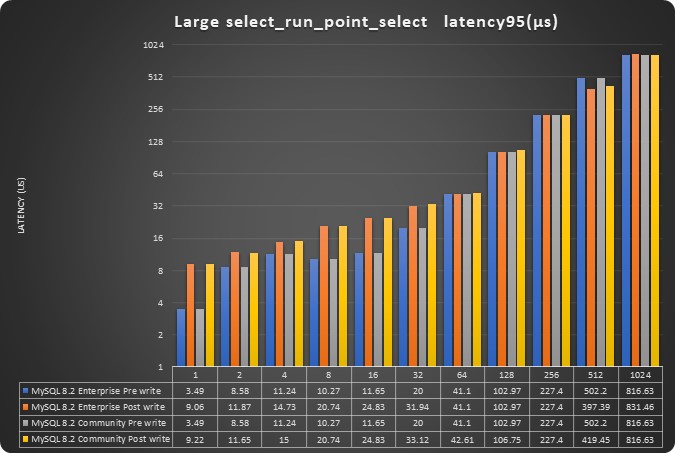 Large select_run_point_select latency95(µs)
1024
512
256
128
64
32
16
8
4
2
1
LATENCY (US)
1 2 4 8 16 32 64 128 256 512 1024
MySQL 8.2 Enterprise Pre write 3.49 8.58 11.24 10.27 11.65 20 41.1 102.97 227.4 502.2 816.63
MySQL 8.2 Enterprise Post write 9.06 11.87 14.73 20.74 24.83 31.94 41.1 102.97 227.4 397.39 831.46
MySQL 8.2 Community Pre write 3.49 8.58 11.24 10.27 11.65 20 41.1 102.97 227.4 502.2 816.63
MySQL 8.2 Community Post write 9.22 11.65 15 20.74 24.83 33.12 42.61 106.75 227.4 419.45 816.63